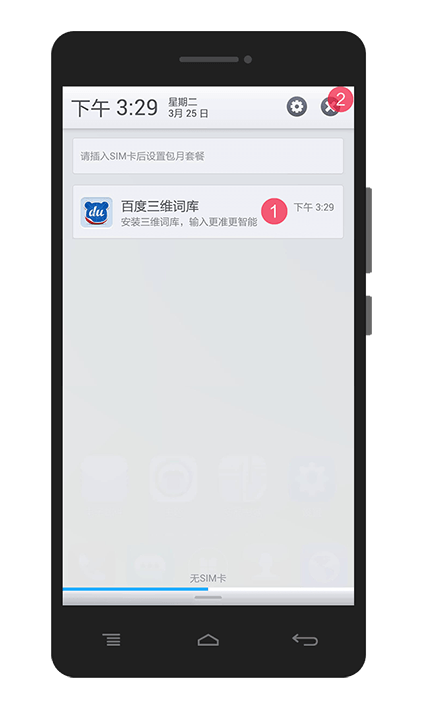 下午 3:29
星期二
3月 25 日
2
请插入SIM卡后设置包月套餐
du
百度三维词库
1
下午 3:29
安装三维词库，输入更准更智能
无SIM卡